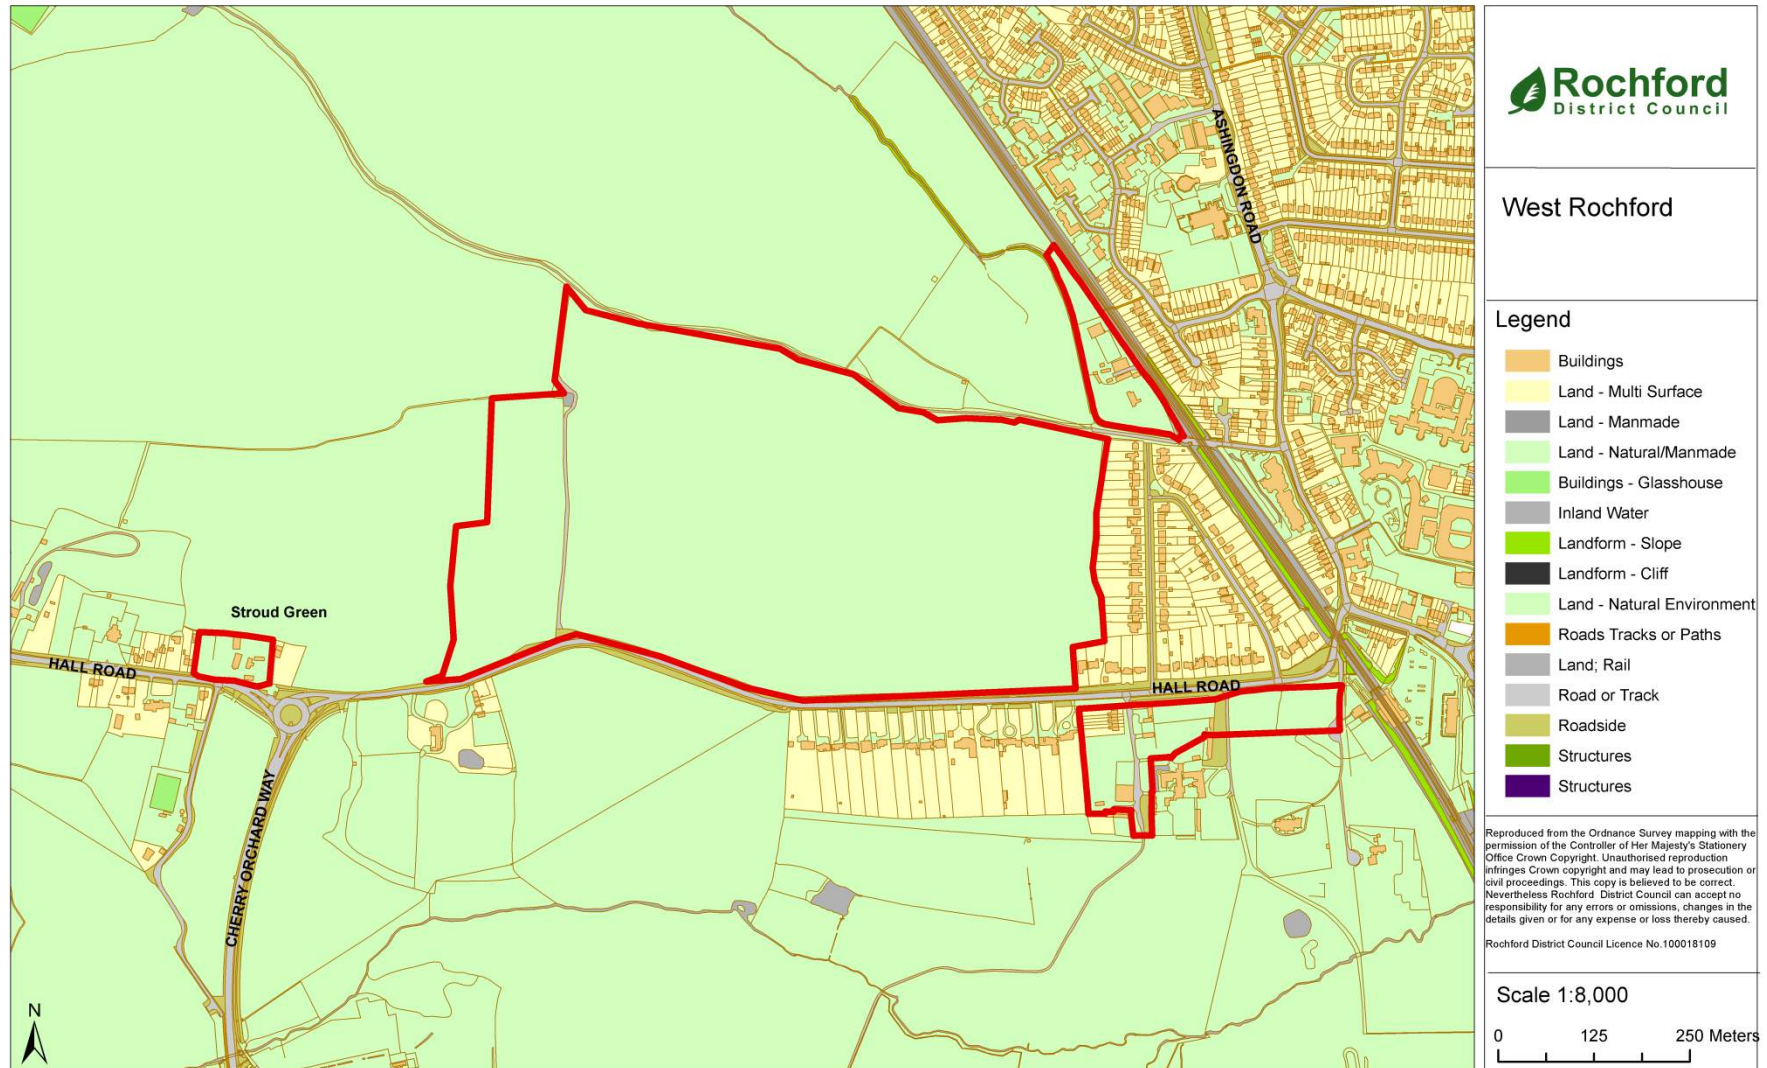 Rochford
District Council
West Rochford
Legend
Buildings
Land - Multi Surface
Land - Manmade
Land - Natural/Manmade
Buildings - Glasshouse
Inland Water
Landform - Slope
Landform - Cliff
Land - Natural Environment
Roads Tracks or Paths
Land; Rail
Road or Track
Roadside
Structures
Structures
Reproduced from the Ordnance Survey mapping with the
permission of the Controller of Her Majesty's Stationery
Office Crown Copyright. Unauthorised reproduction
infringes Crown copyright and may lead to prosecution or
civil proceedings. This copy is believed to be correct.
Nevertheless Rochford District Council can accept no
responsibility for any errors or omissions, changes in the
details given or for any expense or loss thereby caused.
Rochford District Council Licence No.100018109
Scale 1:8,000
0 125 250 Meters
ASHINGDON ROAD
Stroud Green
HALL ROAD
HALL ROAD
CHERRY ORCHARD WAY
N